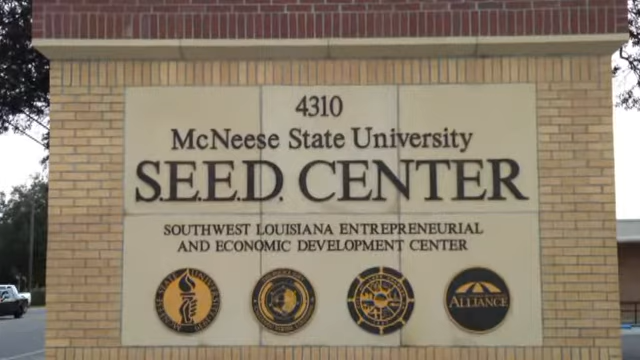 4310
McNeese State University
S.E.E.D. CENTER
SOUTHWEST LOUISIANA ENTREPRENEURIAL
AND ECONOMIC DEVELOPMENT CENTER
ALLIANCE